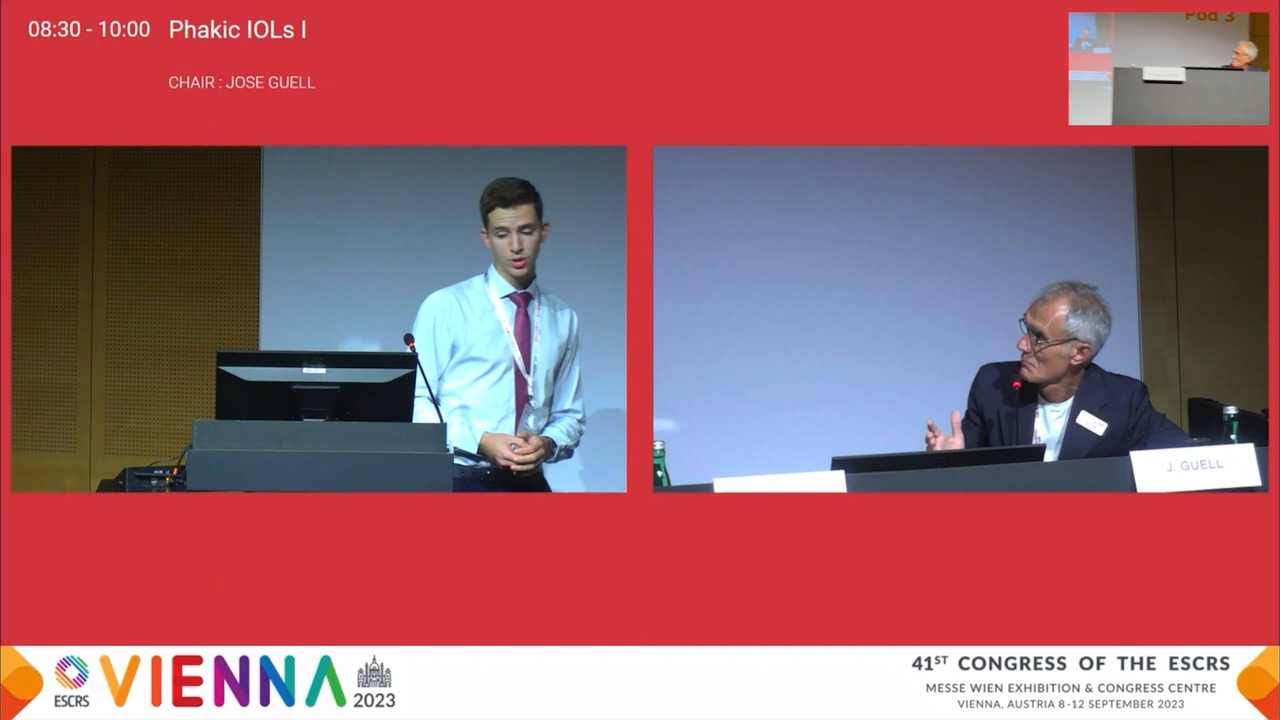 08:30 - 10:00 Phakic IOLs I
CHAIR : JOSE GUELL
Pod 3
J. GUELL
ESCRS
VIENNA
2023
41ST CONGRESS OF THE ESCRS
MESSE WIEN EXHIBITION & CONGRESS CENTRE
VIENNA, AUSTRIA 8-12 SEPTEMBER 2023